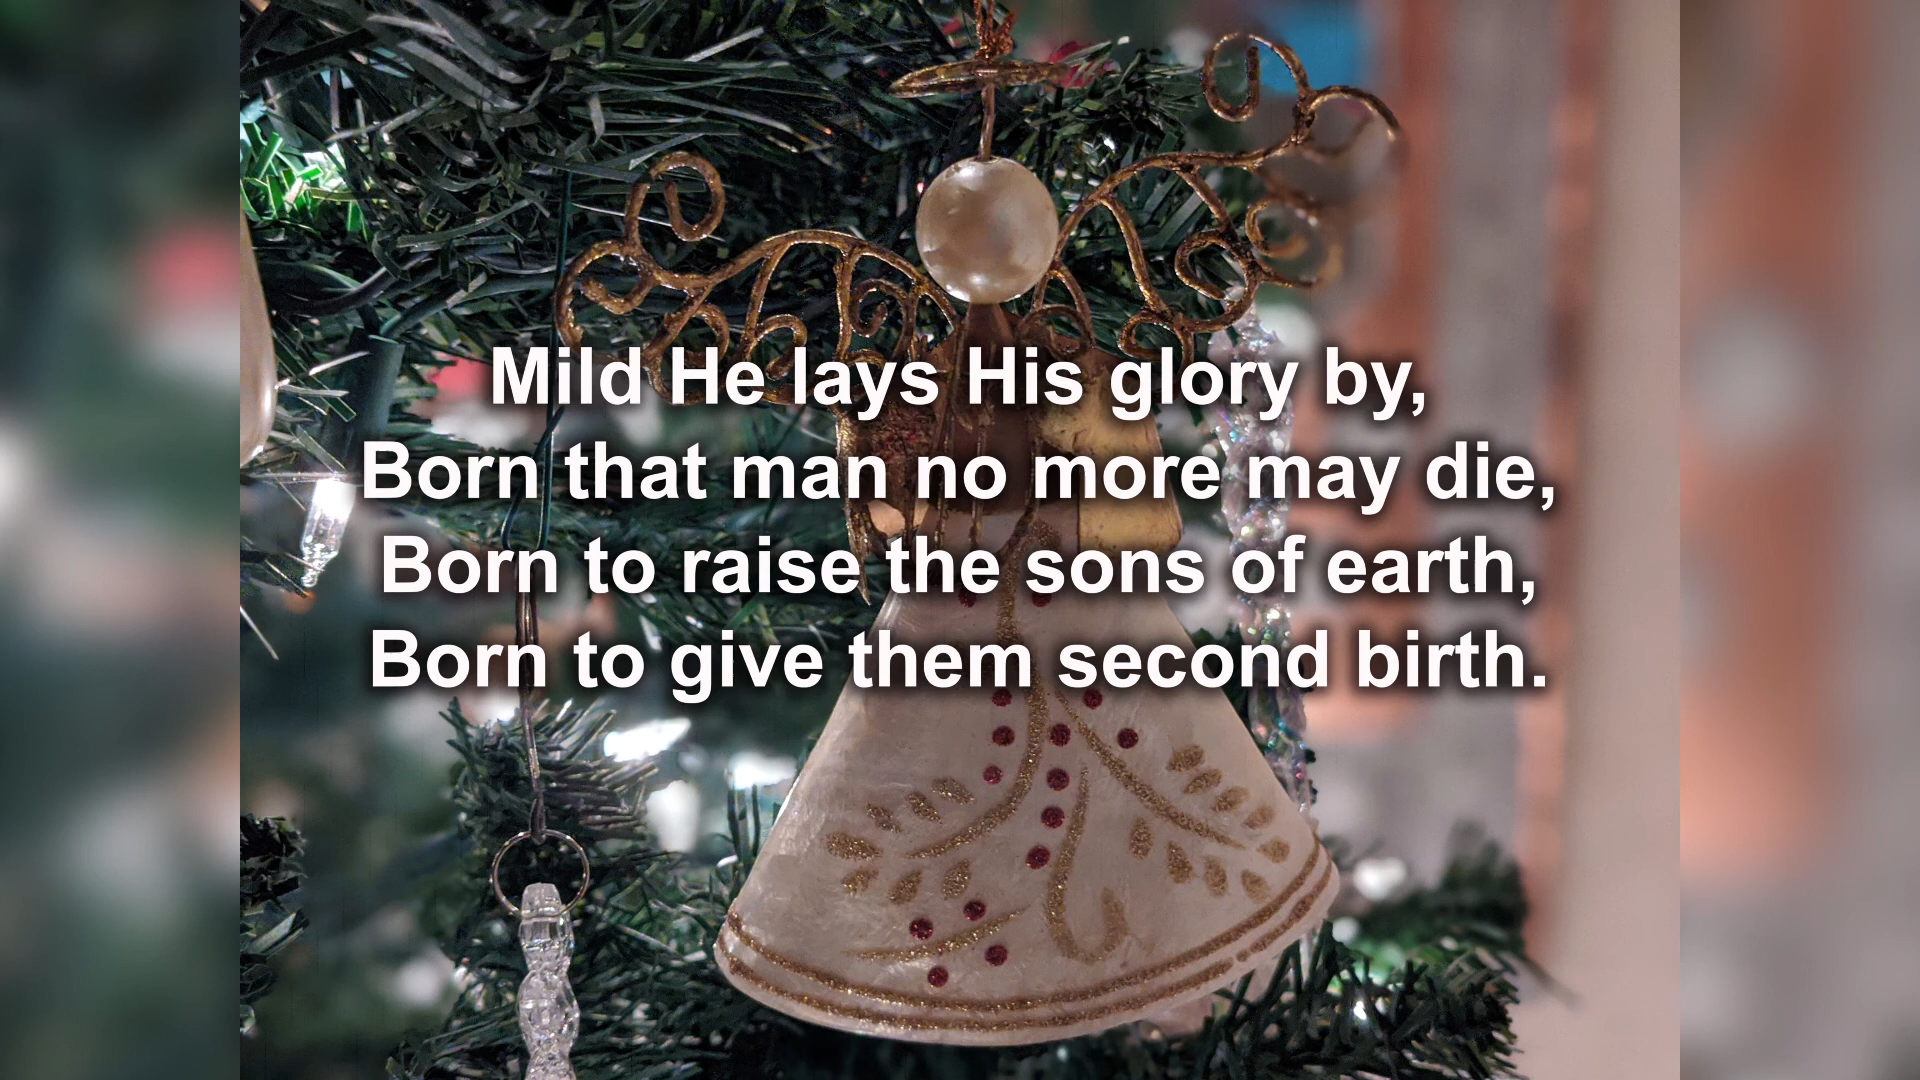 Mild He lays His glory by,
Born that man no more may die,
Born to raise the sons of earth,
Born to give them second birth.